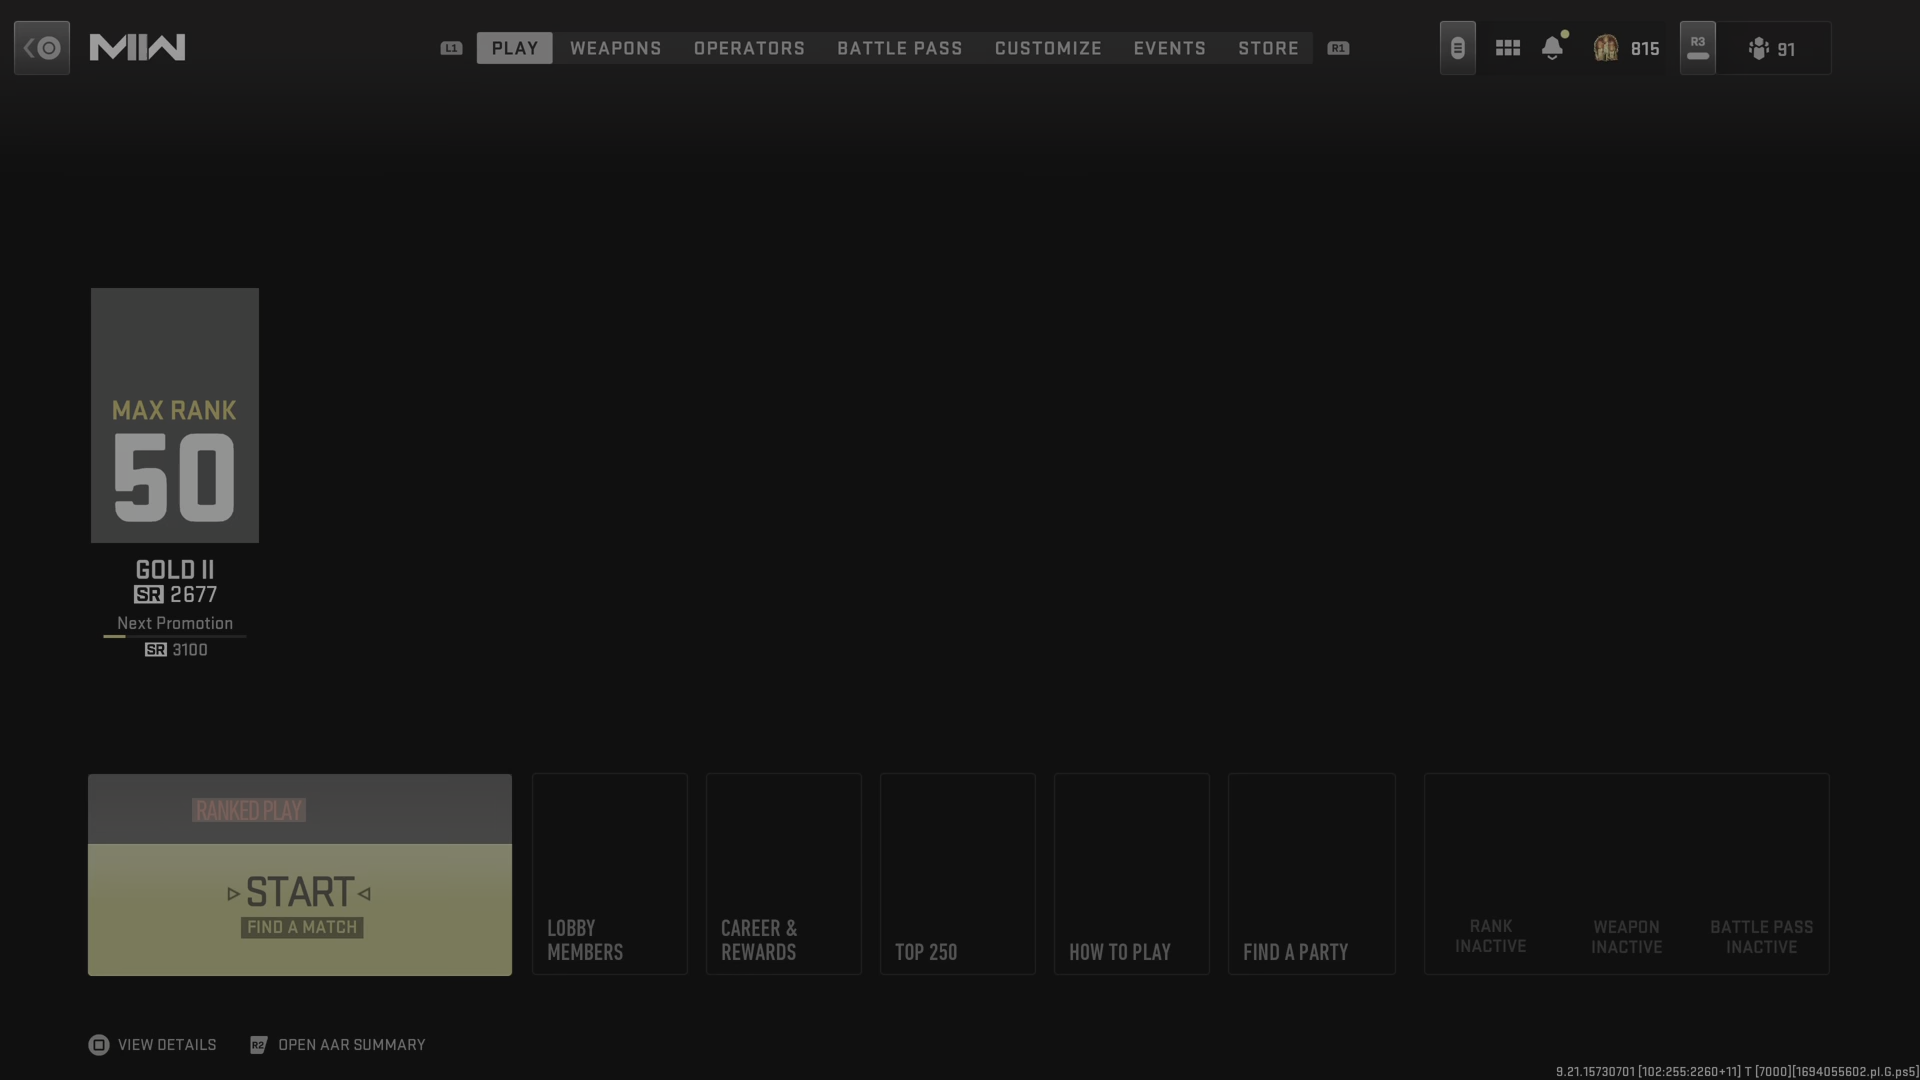 MW
L1 PLAY WEAPONS OPERATORS BATTLE PASS CUSTOMIZE EVENTS STORE R1
815
R3
91
MAX RANK
50
GOLD II
SR 2677
Next Promotion
SR 3100
RANKED PLAY
START
FIND A MATCH
LOBBY
MEMBERS
CAREER &
REWARDS
TOP 250
HOW TO PLAY
FIND A PARTY
RANK
INACTIVE
WEAPON
INACTIVE
BATTLE PASS
INACTIVE
VIEW DETAILS
R2 OPEN AAR SUMMARY
9.21.15730701 [102:255:2260+11] T [7000][1694055602.pl.G.ps5]